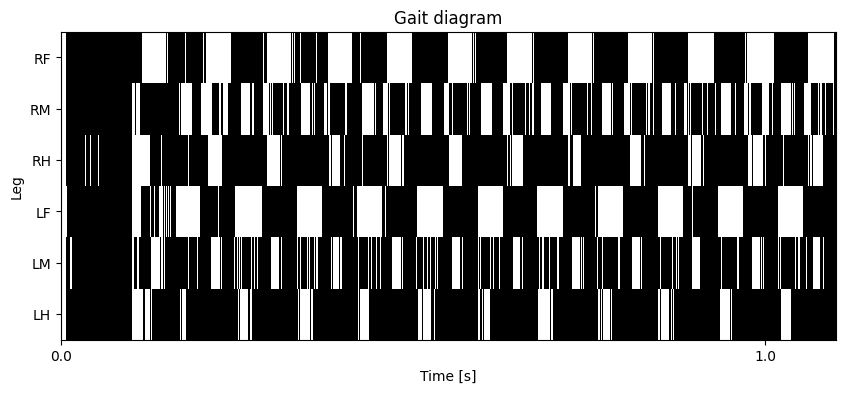 Gait diagram
RF
RM
RH
LF
LM
LH
Leg
0.0
1.0
Time [s]